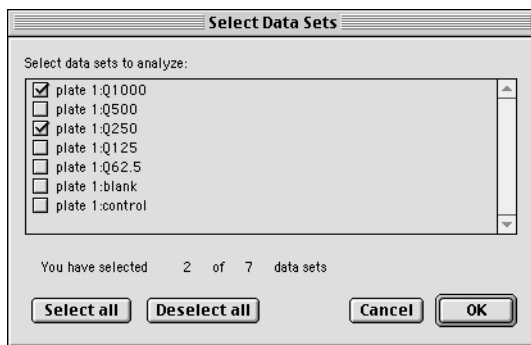 Select Data Sets
Select data sets to analyze:
plate 1:Q1000
plate 1:Q500
plate 1:Q250
plate 1:Q125
plate 1:Q62.5
plate 1:blank
plate 1:control
You have selected 2 of 7 data sets
Select all Deselect all Cancel OK